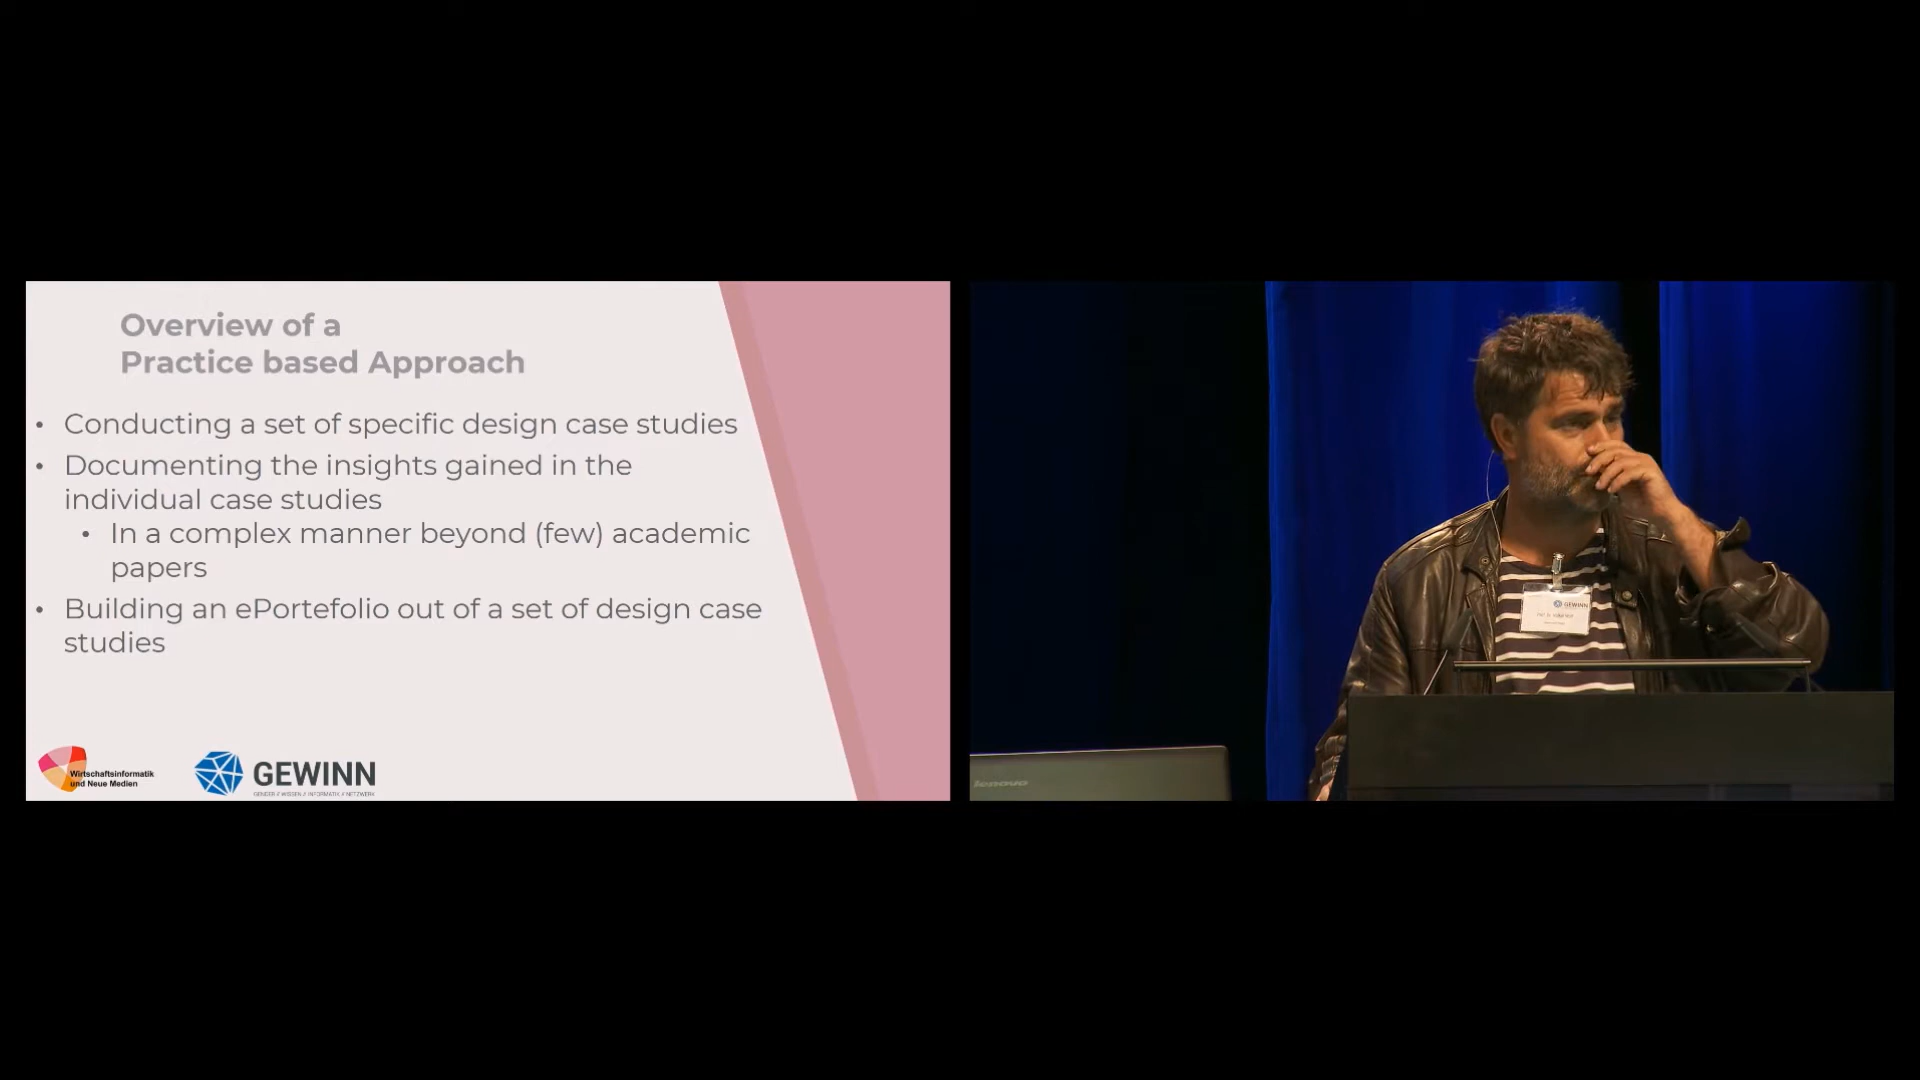 Overview of a
Practice based Approach
• Conducting a set of specific design case studies
• Documenting the insights gained in the
individual case studies
• In a complex manner beyond (few) academic
papers
• Building an ePortefolio out of a set of design case
studies
Wirtschaftsinformatik
und Neue Medien
GEWINN
GENDER // WISSEN // INFORMATIK // NETZWERK
GEWINN
lenovo